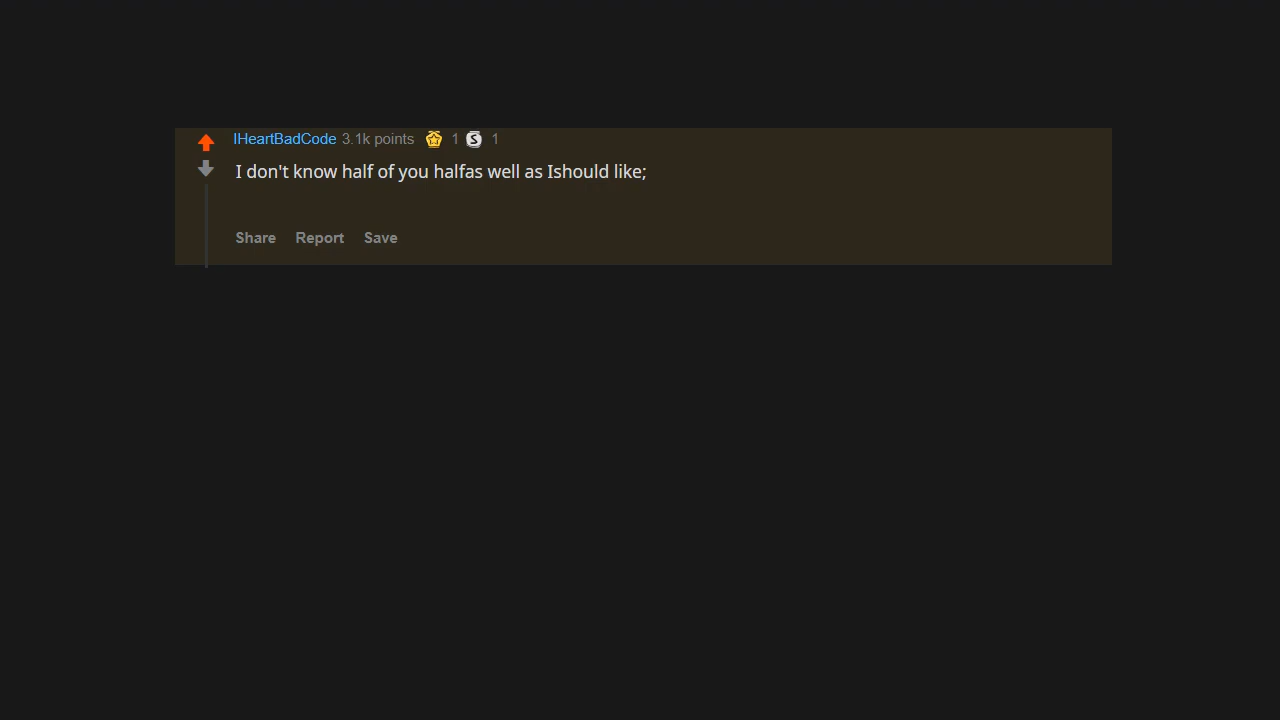 IHeartBadCode 3.1k points 1 S 1
I don't know half of you halfas well as Ishould like;
Share Report Save